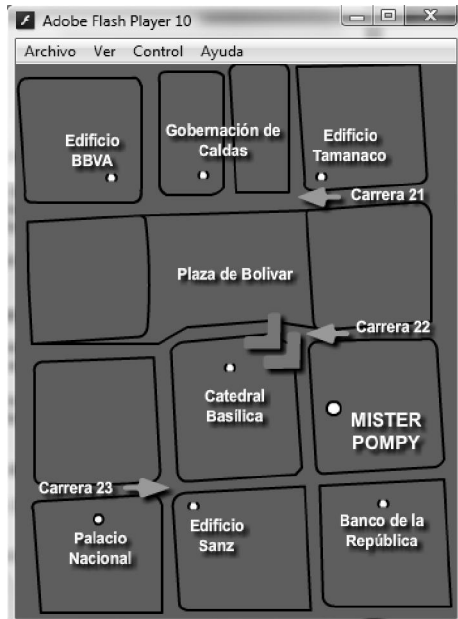 Adobe Flash Player 10
Archivo Ver Control Ayuda
Edificio
BBVA
Gobernación de
Caldas
Edificio
Tamanaco
Carrera 21
Plaza de Bolivar
Carrera 22
Catedral
Basílica
MISTER
POMPY
Carrera 23
Palacio
Nacional
Edificio
Sanz
Banco de la
República